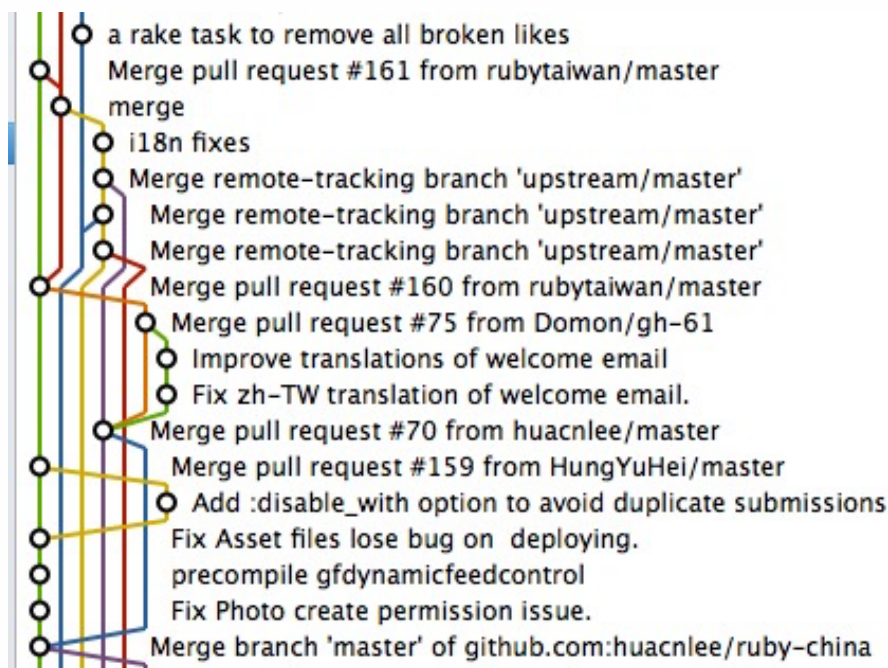 a rake task to remove all broken likes
Merge pull request #161 from rubytaiwan/master
merge
i18n fixes
Merge remote-tracking branch 'upstream/master'
Merge remote-tracking branch 'upstream/master'
Merge remote-tracking branch 'upstream/master'
Merge pull request #160 from rubytaiwan/master
Merge pull request #75 from Domon/gh-61
Improve translations of welcome email
Fix zh-TW translation of welcome email.
Merge pull request #70 from huacnlee/master
Merge pull request #159 from HungYuHei/master
Add :disable_with option to avoid duplicate submissions
Fix Asset files lose bug on  deploying.
precompile gfdynamicfeedcontrol
Fix Photo create permission issue.
Merge branch 'master' of github.com:huacnlee/ruby-china